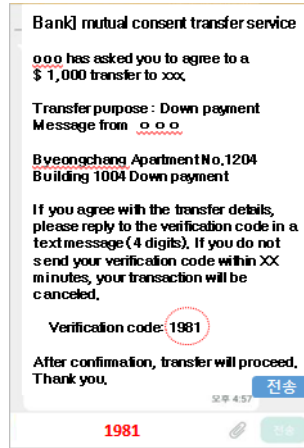 Bank] mutual consent transfer service
ooo has asked you to agree to a
$ 1,000 transfer to xxx.
Transfer purpose : Down payment
Message from o o o
Byeongchang Apartment No.1204
Building 1004 Down payment
If you agree with the transfer details,
please reply to the verification code in a
text message ( 4 digits). If you do not
send your verification code within XX
minutes, your transaction will be
canceled.
Verification code: 1981
After confirmation, transfer will proceed.
Thank you.
전송
오후 4:57
1981
전송